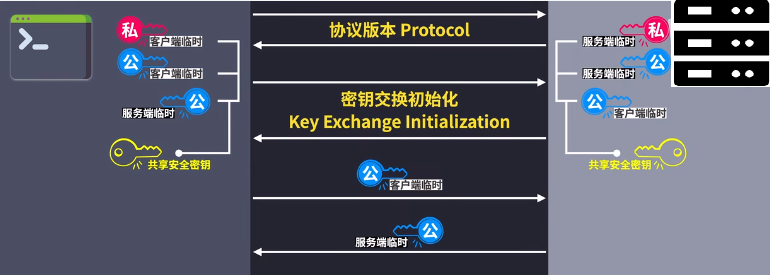 私
客户端临时
公
客户端临时
公
服务端临时
共享安全密钥
协议版本 Protocol
密钥交换初始化
Key Exchange Initialization
公
客户端临时
公
服务端临时
私
服务端临时
公
服务端临时
公
客户端临时
共享安全密钥